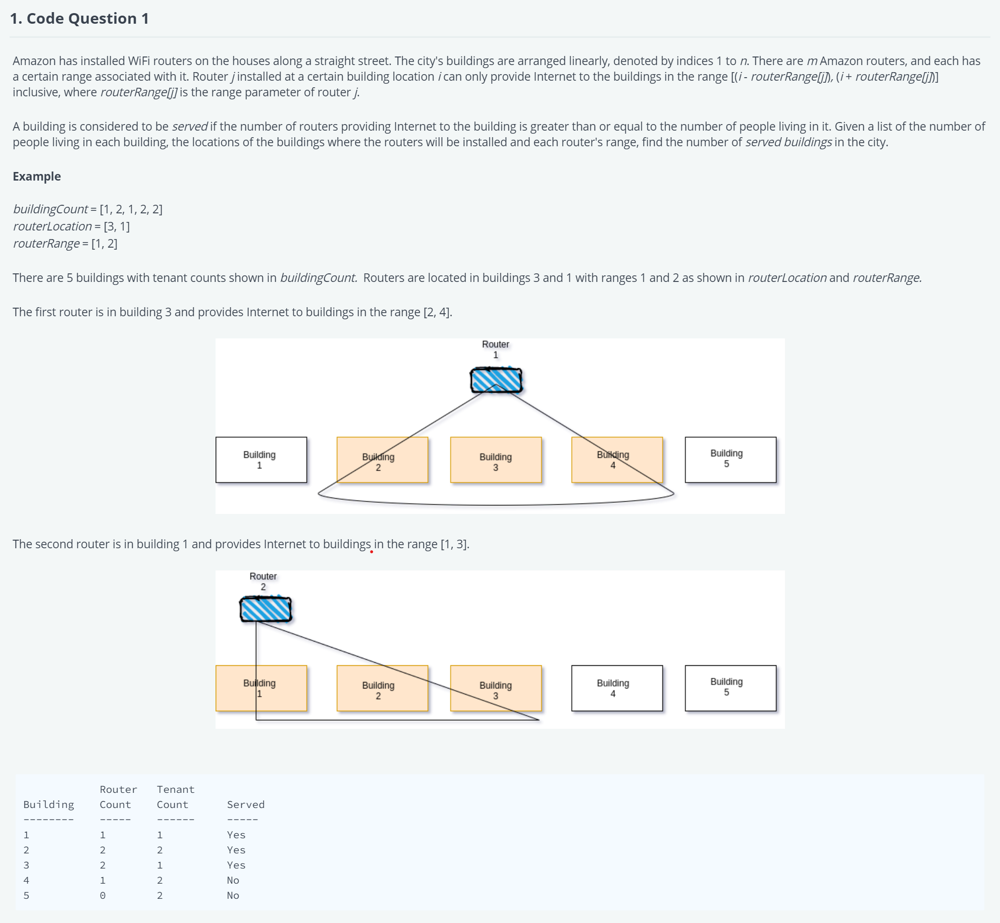 1. Code Question 1
Amazon has installed WiFi routers on the houses along a straight street. The city's buildings are arranged linearly, denoted by indices 1 to n. There are m Amazon routers, and each has
a certain range associated with it. Router j installed at a certain building location i can only provide Internet to the buildings in the range [(i - routerRange[j]), (i + routerRange[j])]
inclusive, where routerRange[j] is the range parameter of router j.
A building is considered to be served if the number of routers providing Internet to the building is greater than or equal to the number of people living in it. Given a list of the number of
people living in each building, the locations of the buildings where the routers will be installed and each router's range, find the number of served buildings in the city.
Example
buildingCount = [1, 2, 1, 2, 2]
routerLocation = [3, 1]
routerRange = [1, 2]
There are 5 buildings with tenant counts shown in buildingCount. Routers are located in buildings 3 and 1 with ranges 1 and 2 as shown in routerLocation and routerRange.
The first router is in building 3 and provides Internet to buildings in the range [2, 4].
Router
1
Building
1
Building
2
Building
3
Building
4
Building
5
The second router is in building 1 and provides Internet to buildings in the range [1, 3].
Router
2
Building
1
Building
2
Building
3
Building
4
Building
5
Router Tenant
Building Count Count Served
-------- ----- ------ -----
1 1 1 Yes
2 2 2 Yes
3 2 1 Yes
4 1 2 No
5 0 2 No